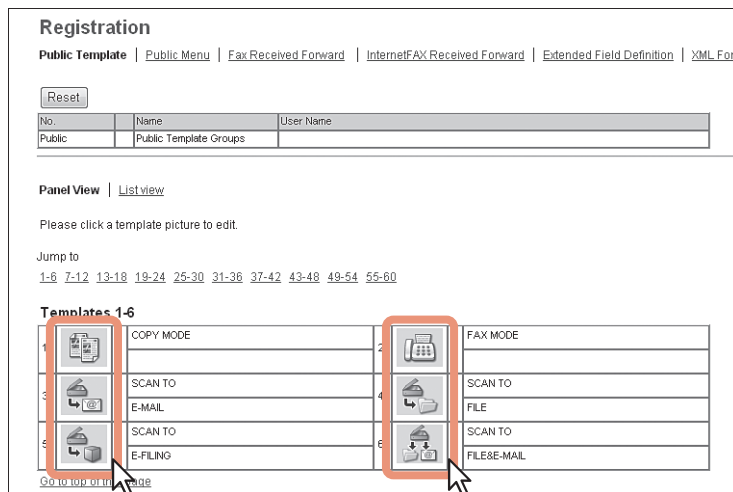 Registration
Public Template | Public Menu | Fax Received Forward | InternetFAX Received Forward | Extended Field Definition | XML For
Reset
No. Name User Name
Public Public Template Groups
Panel View | List view
Please click a template picture to edit.
Jump to
1-6 7-12 13-18 19-24 25-30 31-36 37-42 43-48 49-54 55-60
Templates 1-6
1 COPY MODE 2 FAX MODE
3 SCAN TO 4 SCAN TO
E-MAIL FILE
5 SCAN TO 6 SCAN TO
E-FILING FILE&E-MAIL
Go to top of this page